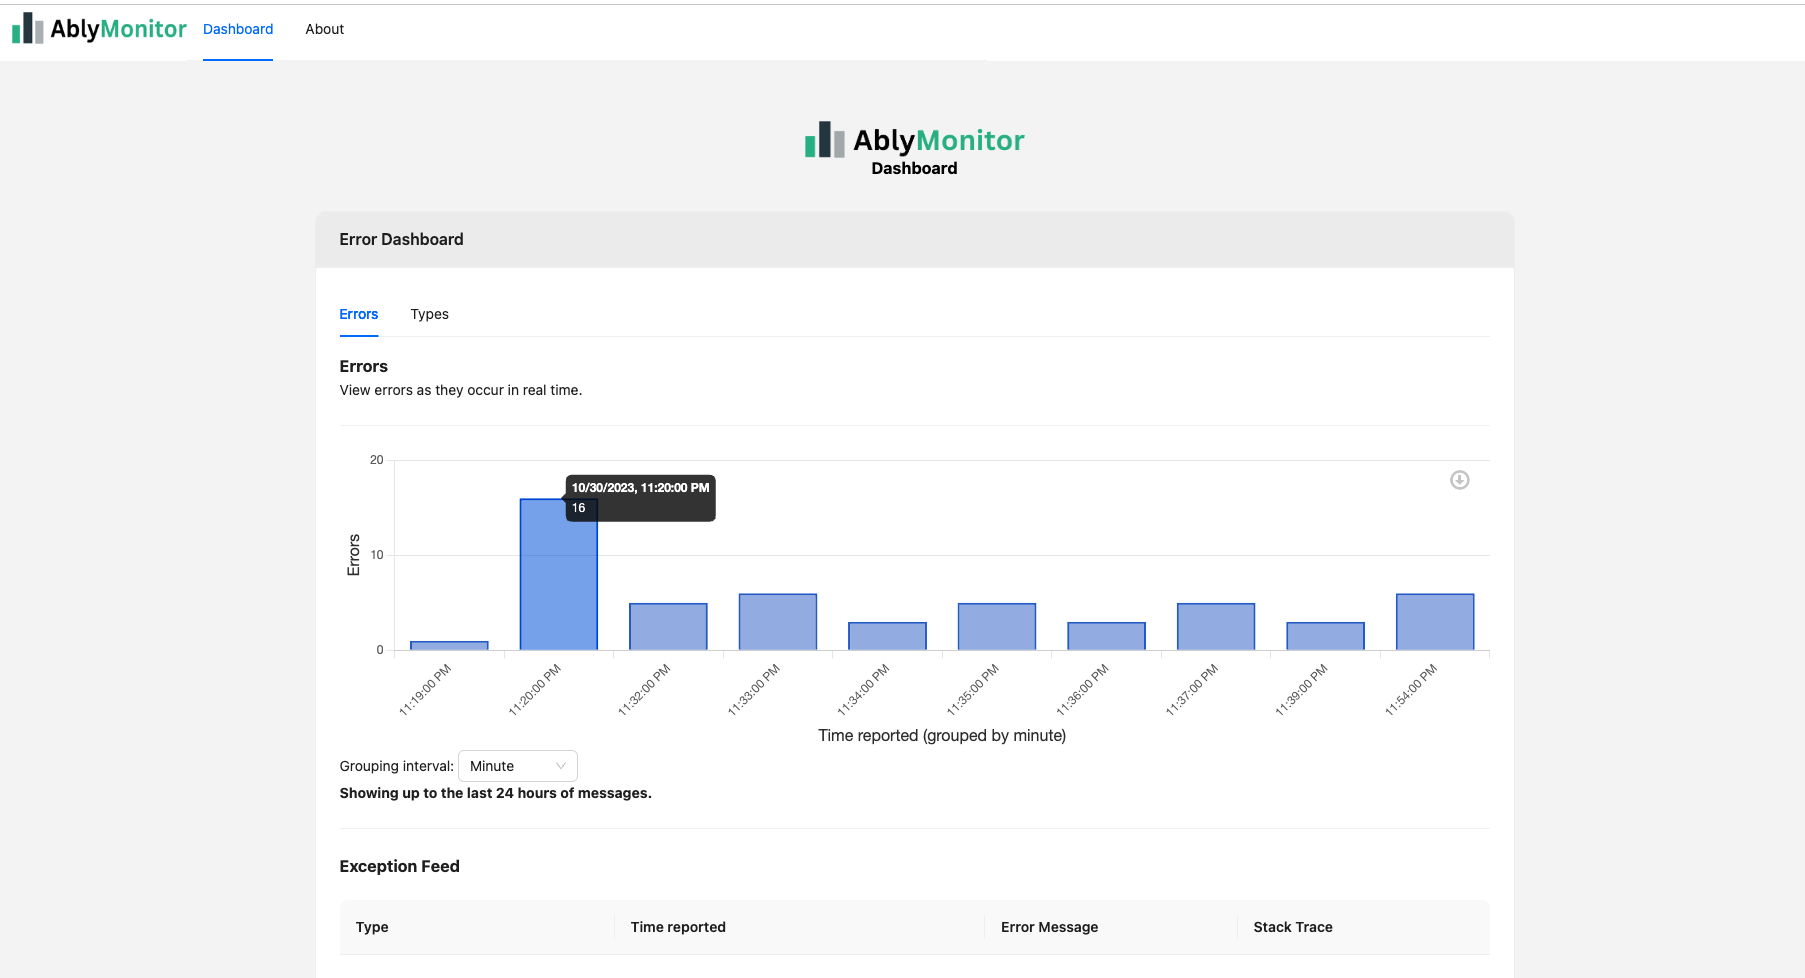 AblyMonitor Dashboard About
AblyMonitor
Dashboard
Error Dashboard
Errors Types
Errors
View errors as they occur in real time.
20
10/30/2023, 11:20:00 PM
16
Errors
10
0
11:19:00 PM 11:20:00 PM 11:32:00 PM 11:33:00 PM 11:34:00 PM 11:35:00 PM 11:36:00 PM 11:37:00 PM 11:39:00 PM 11:54:00 PM
Time reported (grouped by minute)
Grouping interval: Minute
Showing up to the last 24 hours of messages.
Exception Feed
Type Time reported Error Message Stack Trace